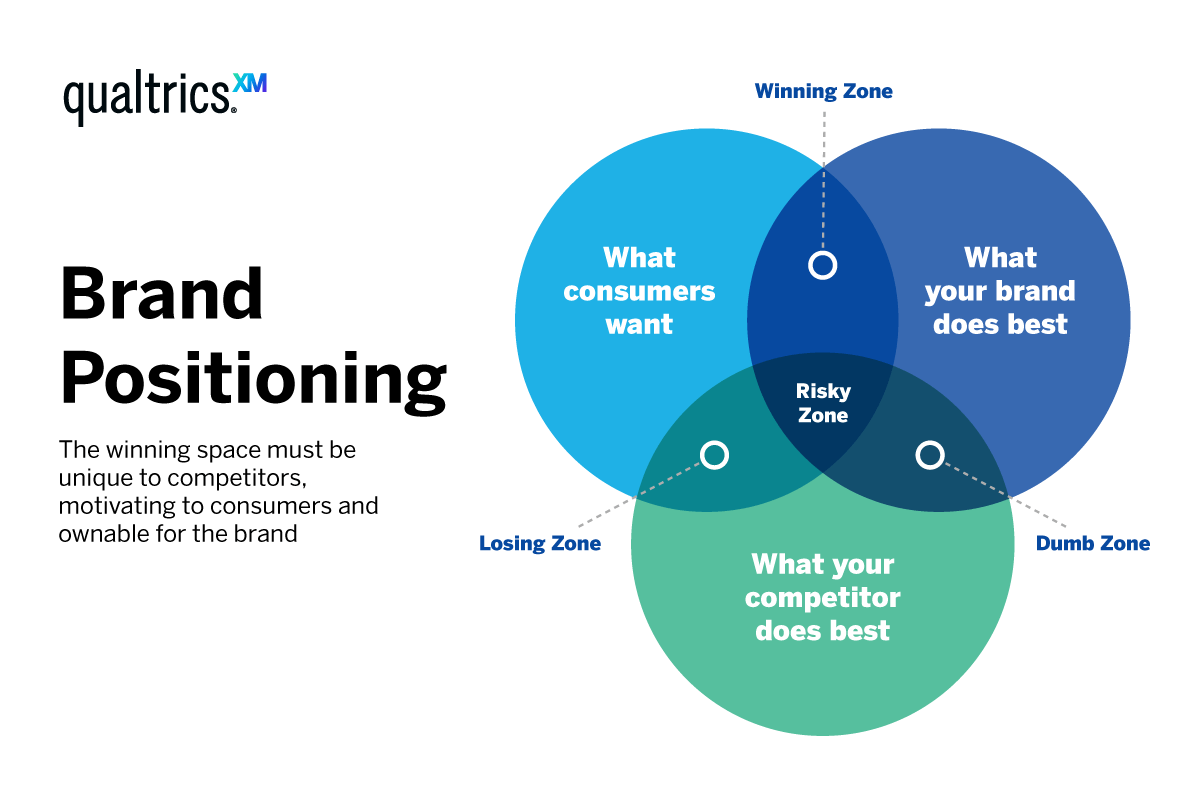 qualtrics.XM
®
Brand
Positioning
The winning space must be
unique to competitors,
motivating to consumers and
ownable for the brand
Winning Zone
What
consumers
want
What
your brand
does best
Risky
Zone
Losing Zone
Dumb Zone
What your
competitor
does best